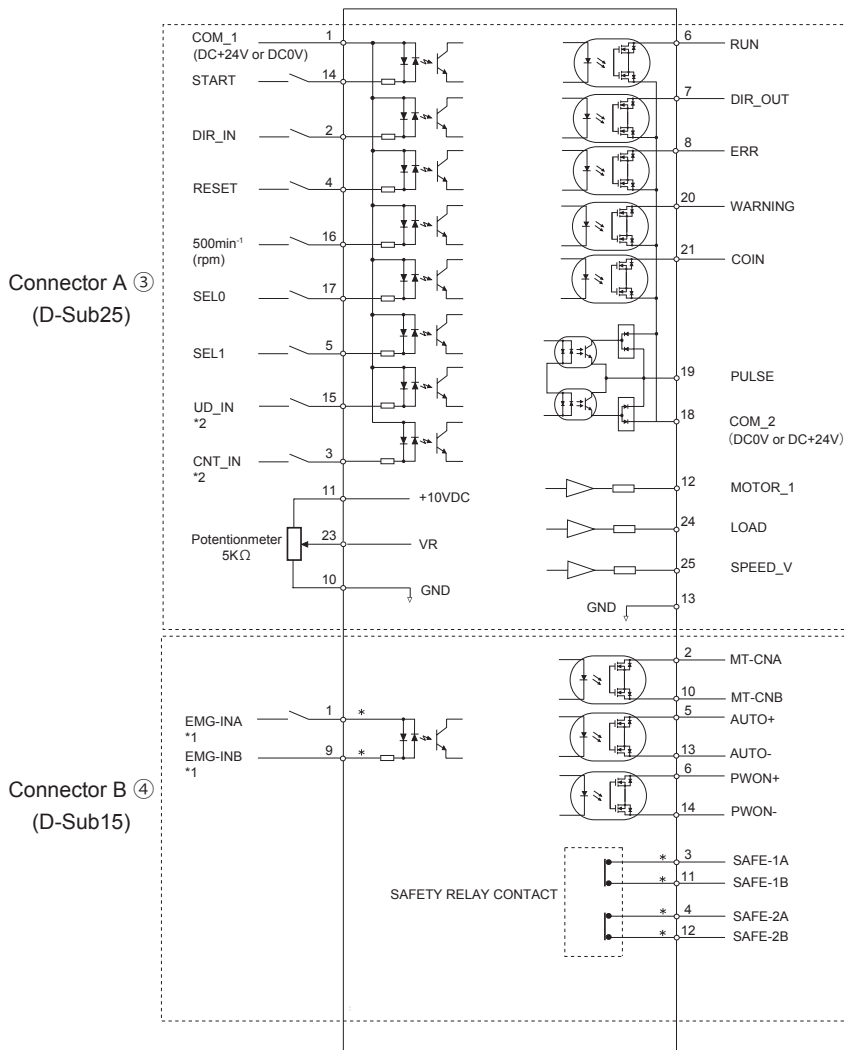 COM_1
(DC+24V or DC0V)
1
START
14
DIR_IN
2
RESET
4
500min-1
(rpm)
16
SEL0
17
SEL1
5
UD_IN
*2
15
CNT_IN
*2
3
11
+10VDC
Potentionmeter
5KΩ
23
VR
10
GND
Connector A ③
(D-Sub25)
6
RUN
7
DIR_OUT
8
ERR
20
WARNING
21
COIN
19
PULSE
18
COM_2
(DC0V or DC+24V)
12
MOTOR_1
24
LOAD
25
SPEED_V
13
GND
Connector B ④
(D-Sub15)
EMG-INA
*1
1
*
EMG-INB
*1
9
*
2
MT-CNA
10
MT-CNB
5
AUTO+
13
AUTO-
6
PWON+
14
PWON-
SAFETY RELAY CONTACT
*
3
SAFE-1A
*
11
SAFE-1B
*
4
SAFE-2A
*
12
SAFE-2B